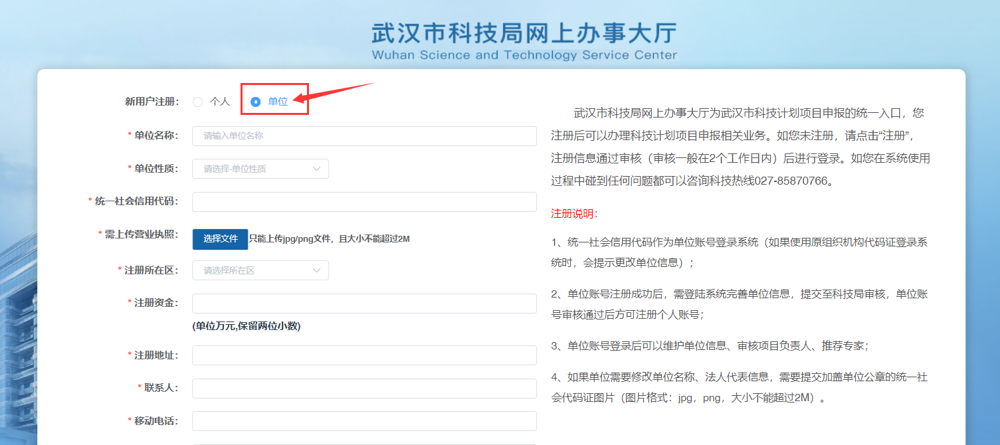 武汉市科技局网上办事大厅
Wuhan Science and Technology Service Center
新用户注册： 个人 单位
* 单位名称： 请输入单位名称
* 单位性质： 请选择-单位性质
* 统一社会信用代码：
* 需上传营业执照： 选择文件 只能上传jpg/png文件，且大小不能超过2M
* 注册所在区： 请选择所在区
* 注册资金：
(单位万元,保留两位小数)
* 注册地址：
* 联系人：
* 移动电话：
武汉市科技局网上办事大厅为武汉市科技计划项目申报的统一入口，您
注册后可以办理科技计划项目申报相关业务。如您未注册，请点击“注册”，
注册信息通过审核（审核一般在2个工作日内）后进行登录。如您在系统使用
过程中碰到任何问题都可以咨询科技热线027-85870766。
注册说明：
1、统一社会信用代码作为单位账号登录系统（如果使用原组织机构代码证登录系
统时，会提示更改单位信息）；
2、单位账号注册成功后，需登陆系统完善单位信息，提交至科技局审核，单位账
号审核通过后方可注册个人账号；
3、单位账号登录后可以维护单位信息、审核项目负责人、推荐专家；
4、如果单位需要修改单位名称、法人代表信息，需要提交加盖单位公章的统一社
会代码证图片（图片格式：jpg，png，大小不能超过2M）。